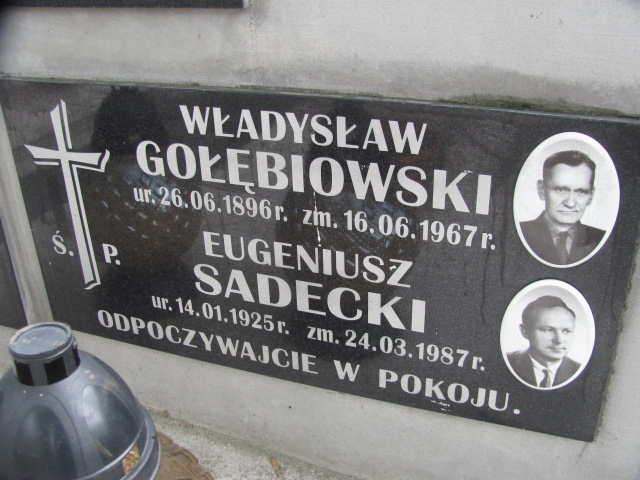 WŁADYSŁAW
GOŁĘBIOWSKI
ur. 26.06.1896 r. zm. 16.06.1967 r.
Ś. P.
EUGENIUSZ
SADECKI
ur. 14.01.1925 r. zm. 24.03.1987 r.
ODPOCZYWAJCIE W POKOJU.